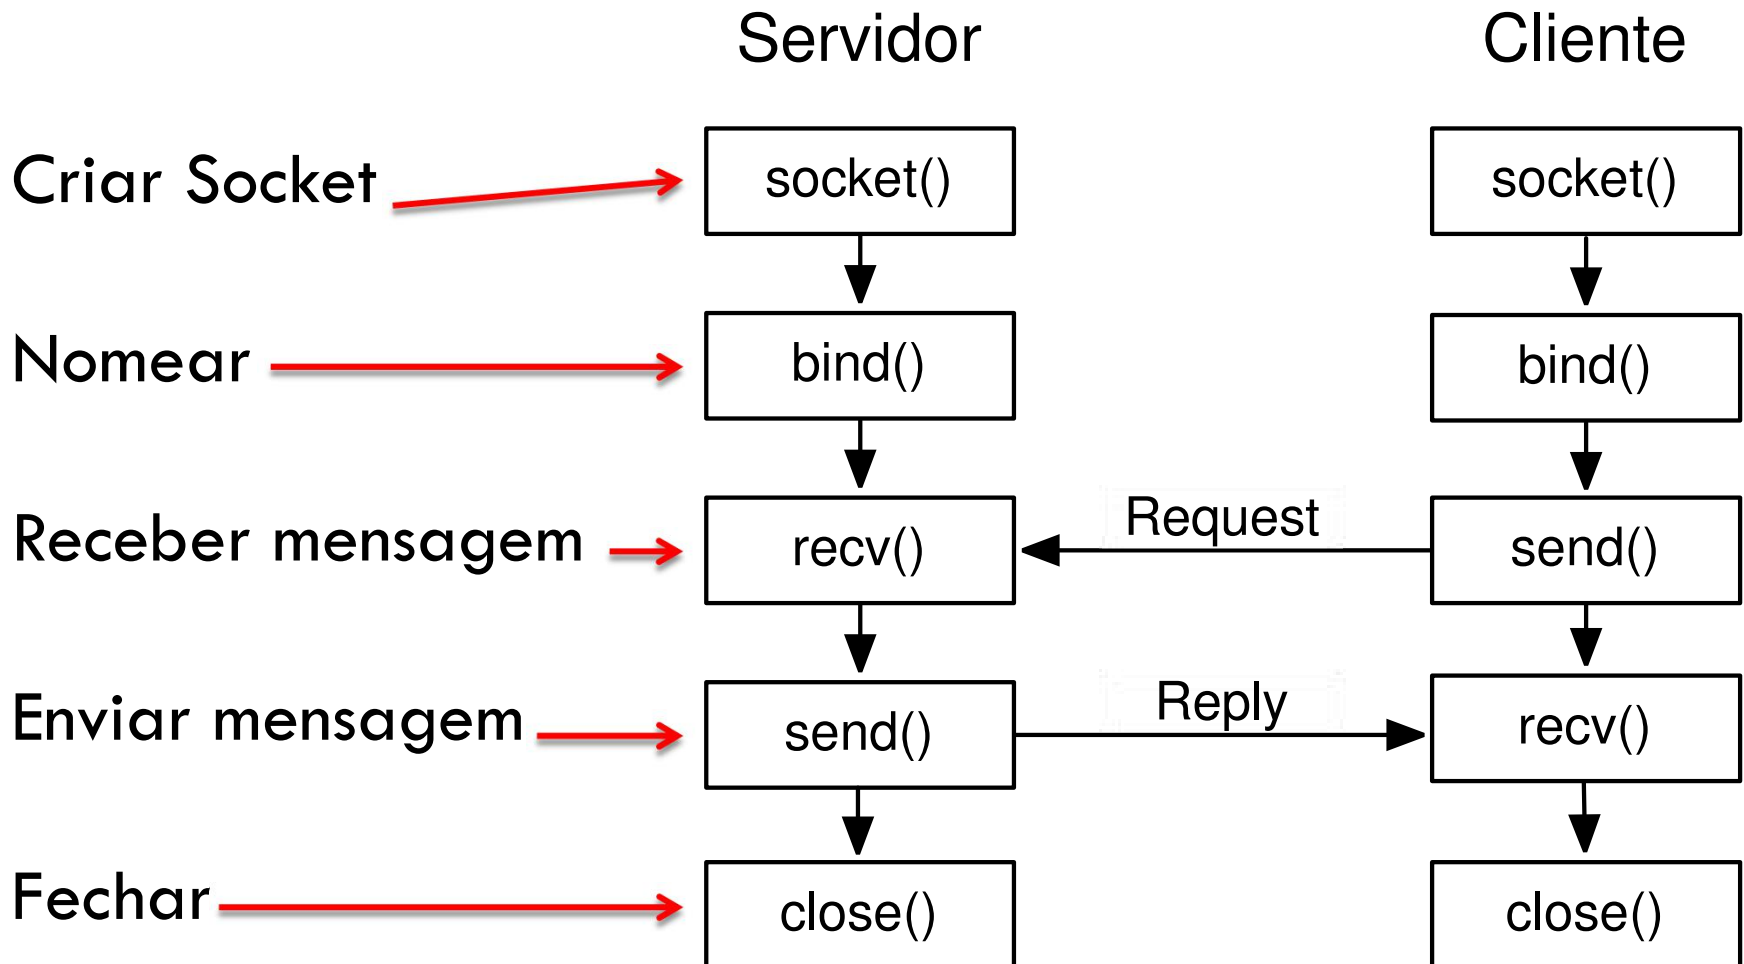 Servidor
Cliente
Criar Socket
socket()
socket()
Nomear
bind()
bind()
Receber mensagem
recv()
Request
send()
Enviar mensagem
send()
Reply
recv()
Fechar
close()
close()